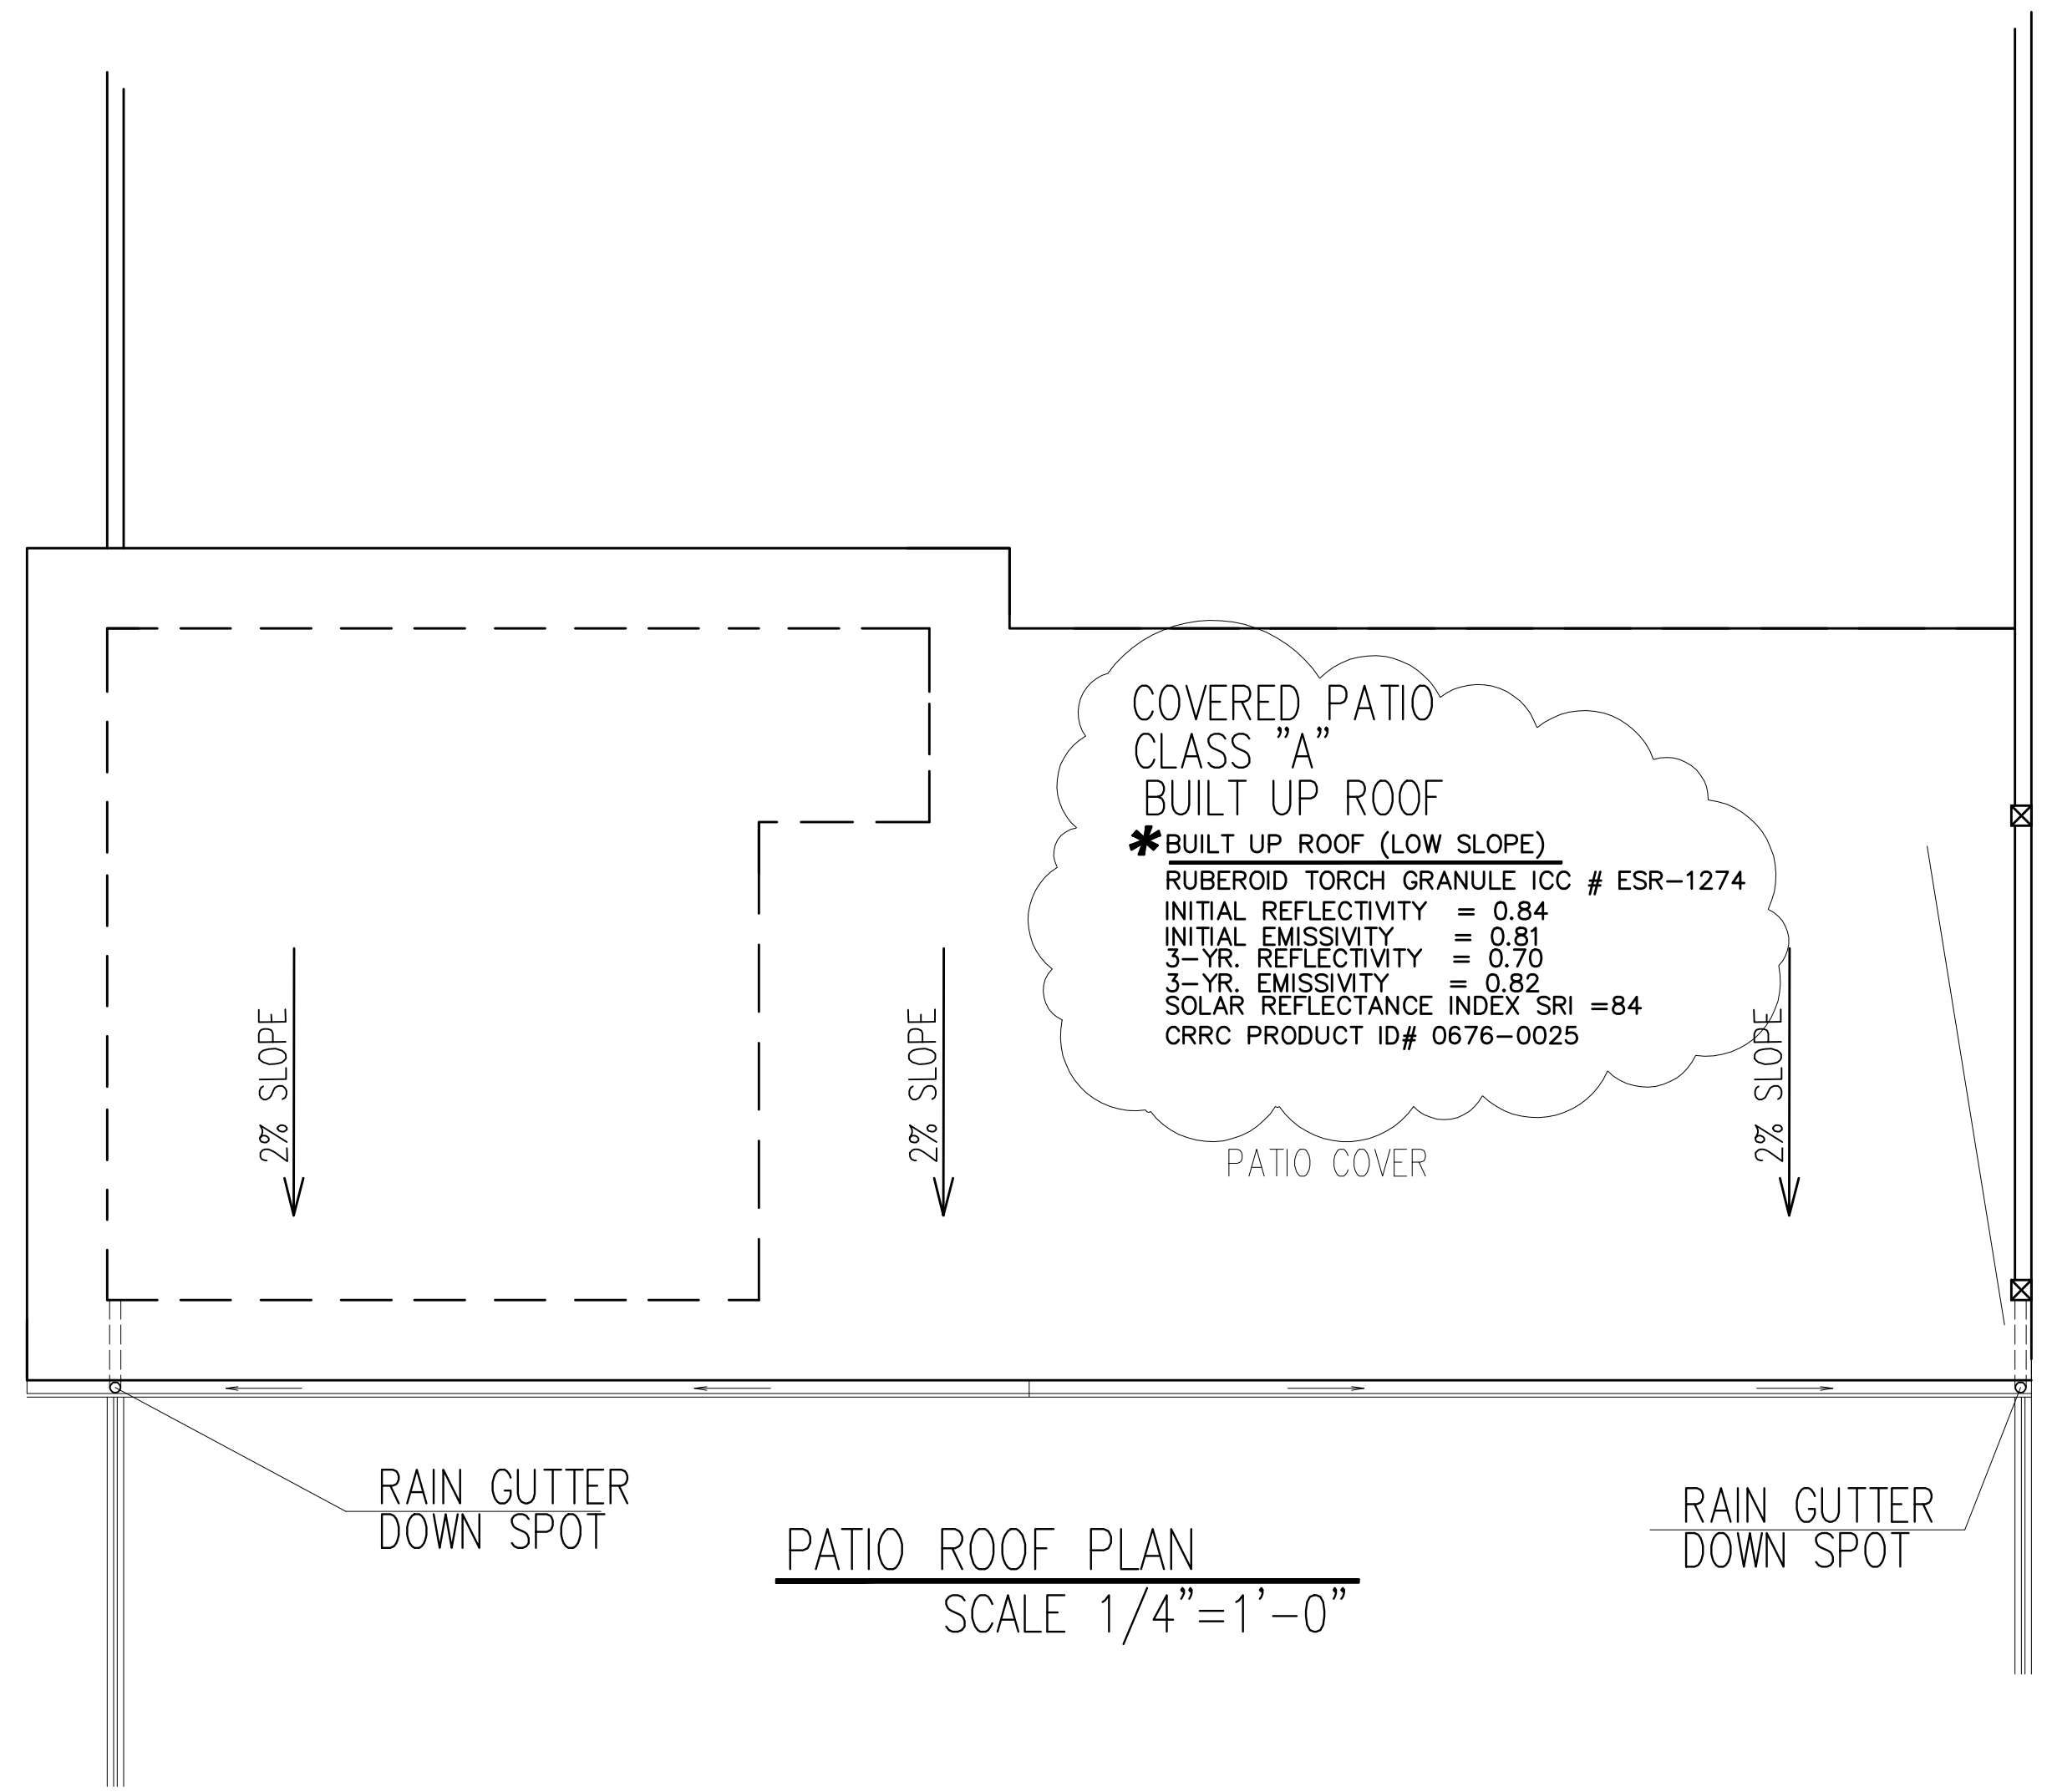 COVERED PATIO
CLASS "A"
BUILT UP ROOF
*BUILT UP ROOF (LOW SLOPE)
RUBEROID TORCH GRANULE ICC # ESR-1274
INITIAL REFLECTIVITY = 0.84
INITIAL EMISSIVITY = 0.81
3-YR. REFLECTIVITY = 0.70
3-YR. EMISSIVITY = 0.82
SOLAR REFLECTANCE INDEX SRI =84
CRRC PRODUCT ID# 0676-0025
2% SLOPE
2% SLOPE
2% SLOPE
PATIO COVER
RAIN GUTTER
DOWN SPOT
RAIN GUTTER
DOWN SPOT
PATIO ROOF PLAN
SCALE 1/4"=1'-0"